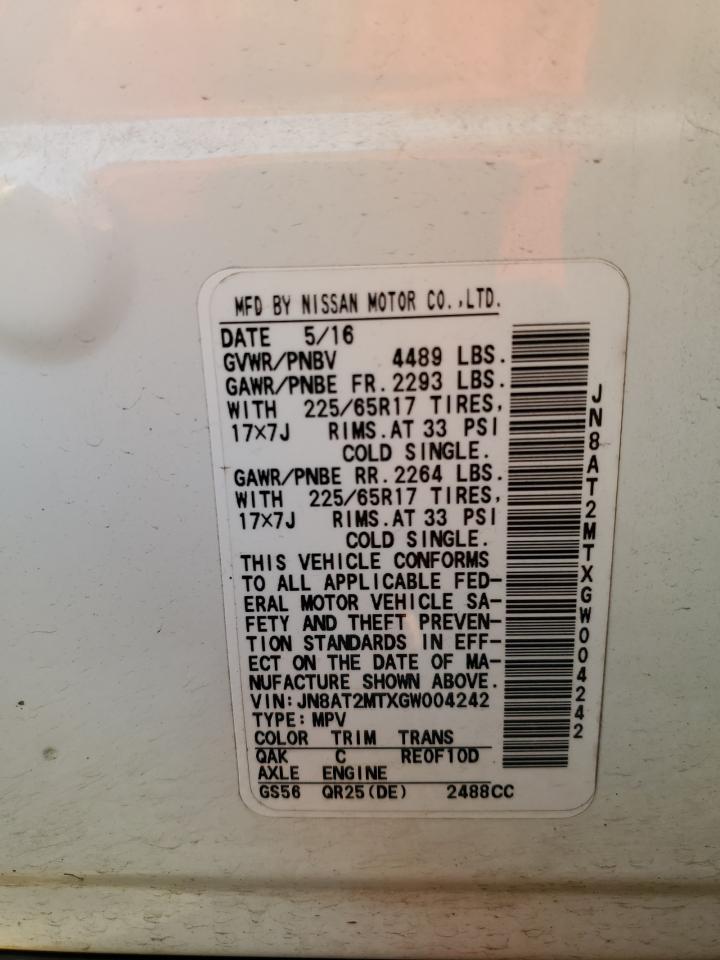 MFD BY NISSAN MOTOR CO.,LTD.
DATE 5/16
GVWR/PNBV 4489 LBS.
GAWR/PNBE FR. 2293 LBS.
WITH 225/65R17 TIRES,
17×7J RIMS.AT 33 PSI
COLD SINGLE.
GAWR/PNBE RR. 2264 LBS.
WITH 225/65R17 TIRES,
17×7J RIMS.AT 33 PSI
COLD SINGLE.
THIS VEHICLE CONFORMS
TO ALL APPLICABLE FED-
ERAL MOTOR VEHICLE SA-
FETY AND THEFT PREVEN-
TION STANDARDS IN EFF-
ECT ON THE DATE OF MA-
NUFACTURE SHOWN ABOVE.
VIN:JN8AT2MTXGW004242
TYPE:MPV
COLOR TRIM TRANS
QAK C RE0F10D
AXLE ENGINE
GS56 QR25(DE) 2488CC
JN8AT2MTXGW004242